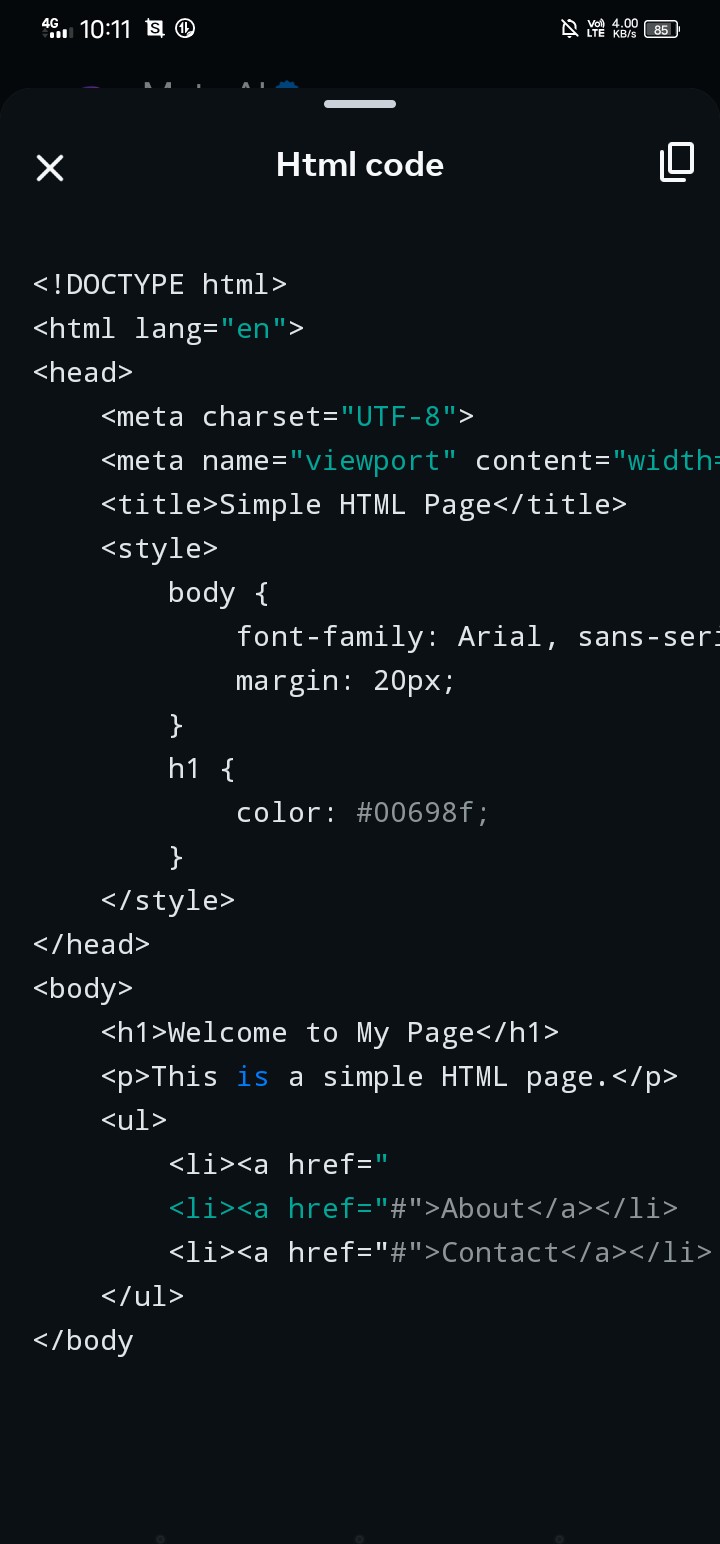 4G 10:11 Vo) LTE 4.00 KB/s 85
Html code
<!DOCTYPE html>
<html lang="en">
<head>
    <meta charset="UTF-8">
    <meta name="viewport" content="width=
    <title>Simple HTML Page</title>
    <style>
        body {
            font-family: Arial, sans-seri
            margin: 20px;
        }
        h1 {
            color: #00698f;
        }
    </style>
</head>
<body>
    <h1>Welcome to My Page</h1>
    <p>This is a simple HTML page.</p>
    <ul>
        <li><a href="
        <li><a href="#">About</a></li>
        <li><a href="#">Contact</a></li>
    </ul>
</body